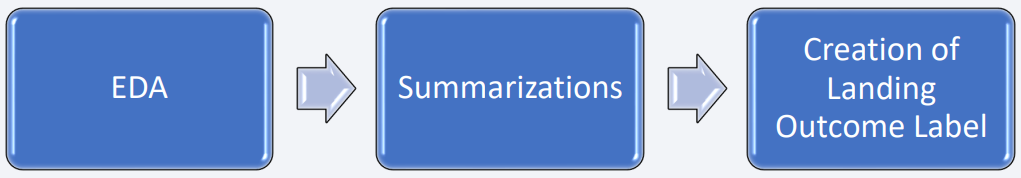 EDA
Summarizations
Creation of
Landing
Outcome Label